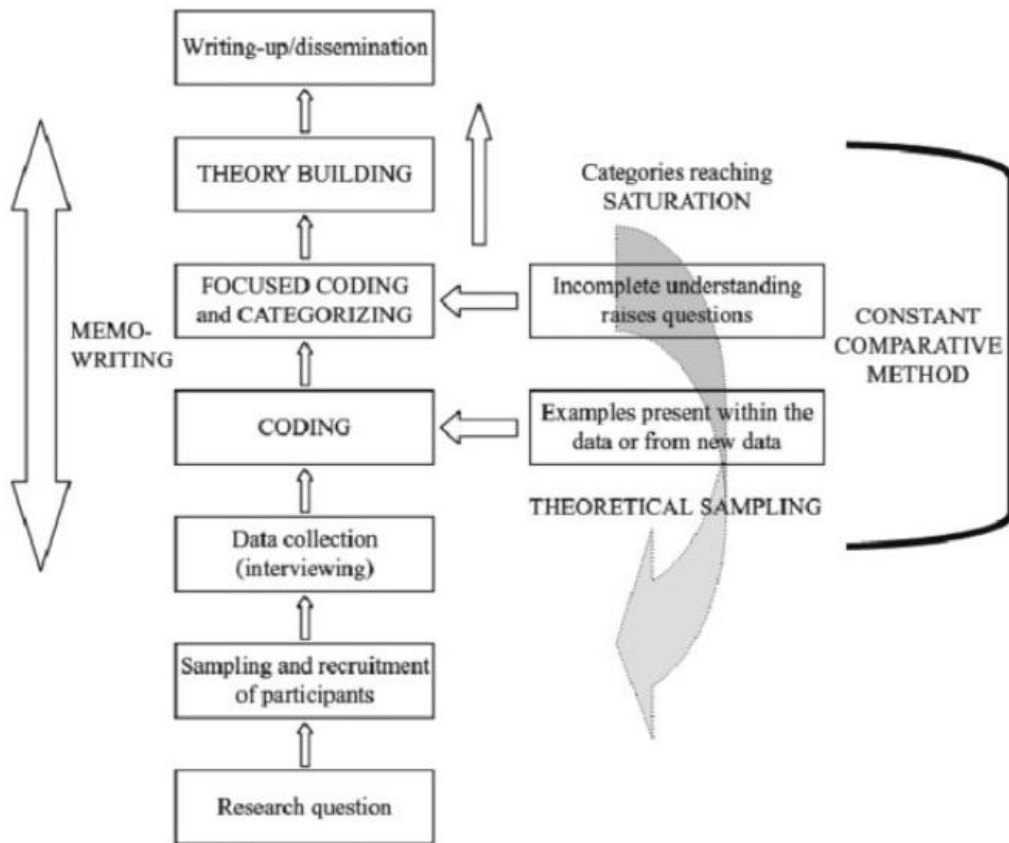 Writing-up/dissemination
THEORY BUILDING
Categories reaching
SATURATION
FOCUSED CODING
and CATEGORIZING
Incomplete understanding
raises questions
MEMO-
WRITING
CONSTANT
COMPARATIVE
METHOD
CODING
Examples present within the
data or from new data
THEORETICAL SAMPLING
Data collection
(interviewing)
Sampling and recruitment
of participants
Research question